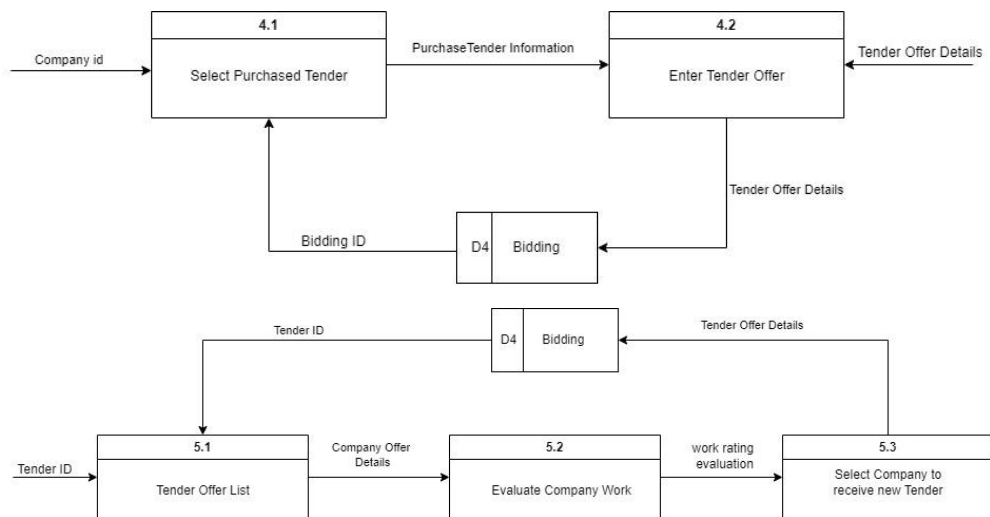 4.1
4.2
Company id
Select Purchased Tender
PurchaseTender Information
Enter Tender Offer
Tender Offer Details
Tender Offer Details
Bidding ID
D4
Bidding
Tender ID
D4
Bidding
Tender Offer Details
5.1
5.2
5.3
Tender ID
Tender Offer List
Company Offer
Details
Evaluate Company Work
work rating
evaluation
Select Company to
receive new Tender